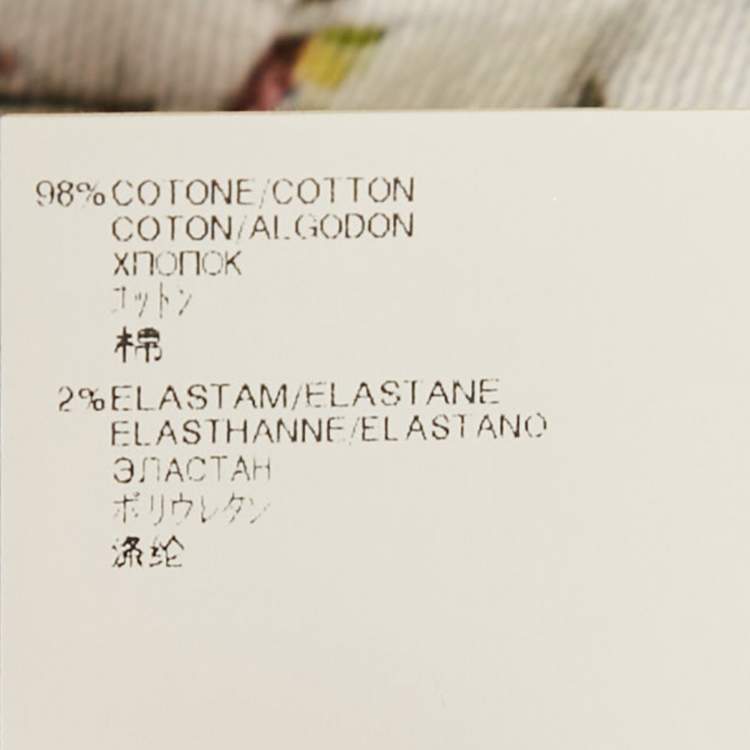 98% COTONE/COTTON
COTON/ALGODON
ХПОПОК
コットン
棉
2% ELASTAM/ELASTANE
ELASTHANNE/ELASTANO
ЭЛАСТАН
ポリウレタン
涤纶